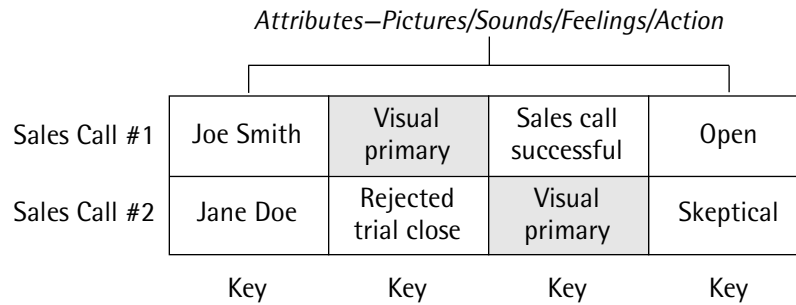 Attributes—Pictures/Sounds/Feelings/Action
Sales Call #1
Joe Smith
Visual
primary
Sales call
successful
Open
Sales Call #2
Jane Doe
Rejected
trial close
Visual
primary
Skeptical
Key Key Key Key